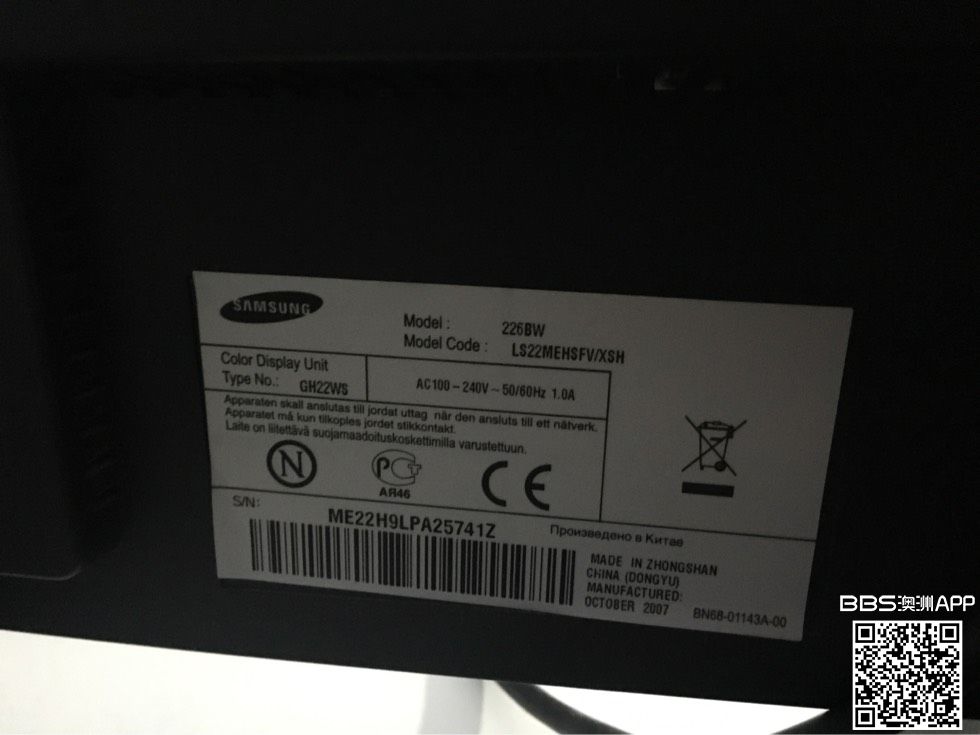 SAMSUNG
Model : 226BW
Model Code : LS22MEHSFV/XSH
Color Display Unit
Type No.: GH22WS
AC100 - 240V ~ 50/60Hz 1.0A
Apparaten skall anslutas till jordat uttag när den ansluts till ett nätverk.
Apparatet må kun tilkoples jordet stikkontakt.
Laite on liitettävä suojamaadoituskoskettimilla varustettuun.
N
PCT
АЯ46
CE
S/N:
ME22H9LPA25741Z
Произведено в Китае
MADE IN ZHONGSHAN
CHINA (DONGYU)
MANUFACTURED:
OCTOBER 2007
BN68-01143A-00
BBS澳洲APP